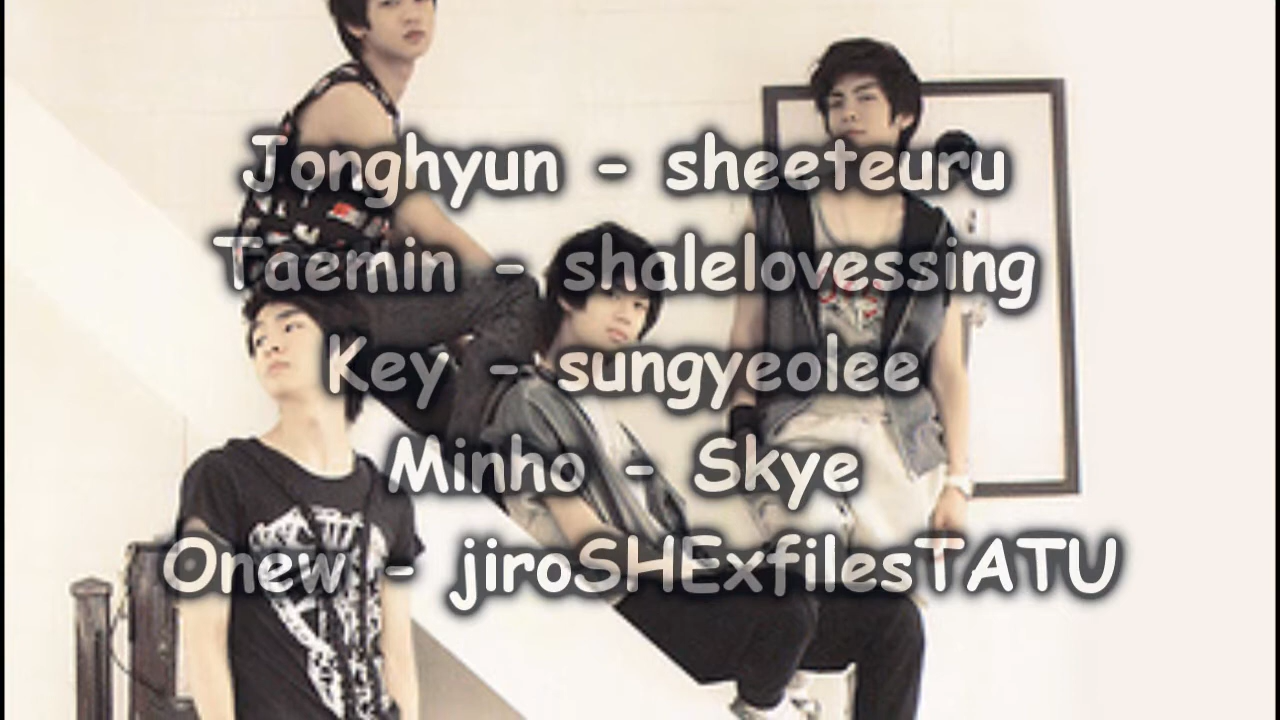 Jonghyun - sheeteuru
Taemin - shalelovessing
Key - sungyeolee
Minho - Skye
Onew - jiroSHExfilesTATU